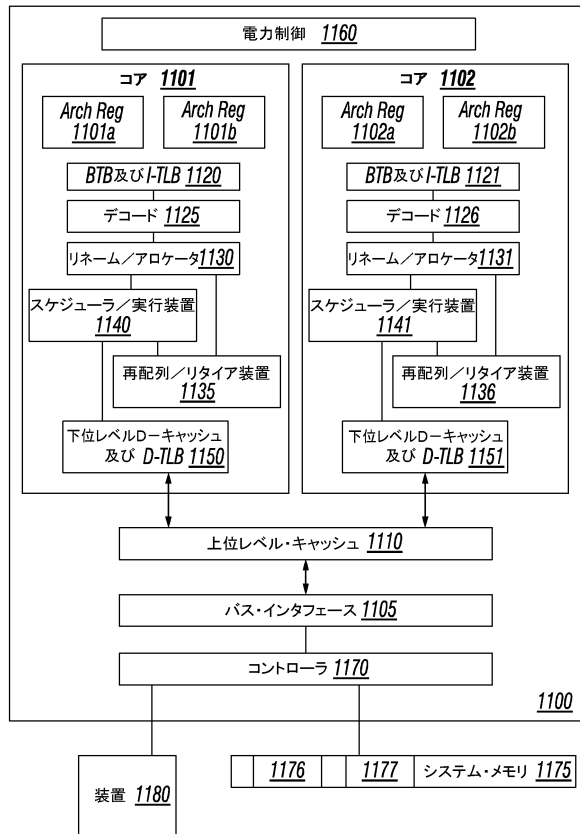 電力制御 1160
コア 1101
Arch Reg
1101a
Arch Reg
1101b
BTB及びI-TLB 1120
デコード 1125
リネーム／アロケータ1130
スケジューラ／実行装置
1140
再配列／リタイア装置
1135
下位レベルD−キャッシュ
及び D-TLB 1150
コア 1102
Arch Reg
1102a
Arch Reg
1102b
BTB及びI-TLB 1121
デコード 1126
リネーム／アロケータ1131
スケジューラ／実行装置
1141
再配列／リタイア装置
1136
下位レベルD−キャッシュ
及び D-TLB 1151
上位レベル・キャッシュ 1110
バス・インタフェース 1105
コントローラ 1170
1100
装置 1180
1176 1177 システム・メモリ 1175